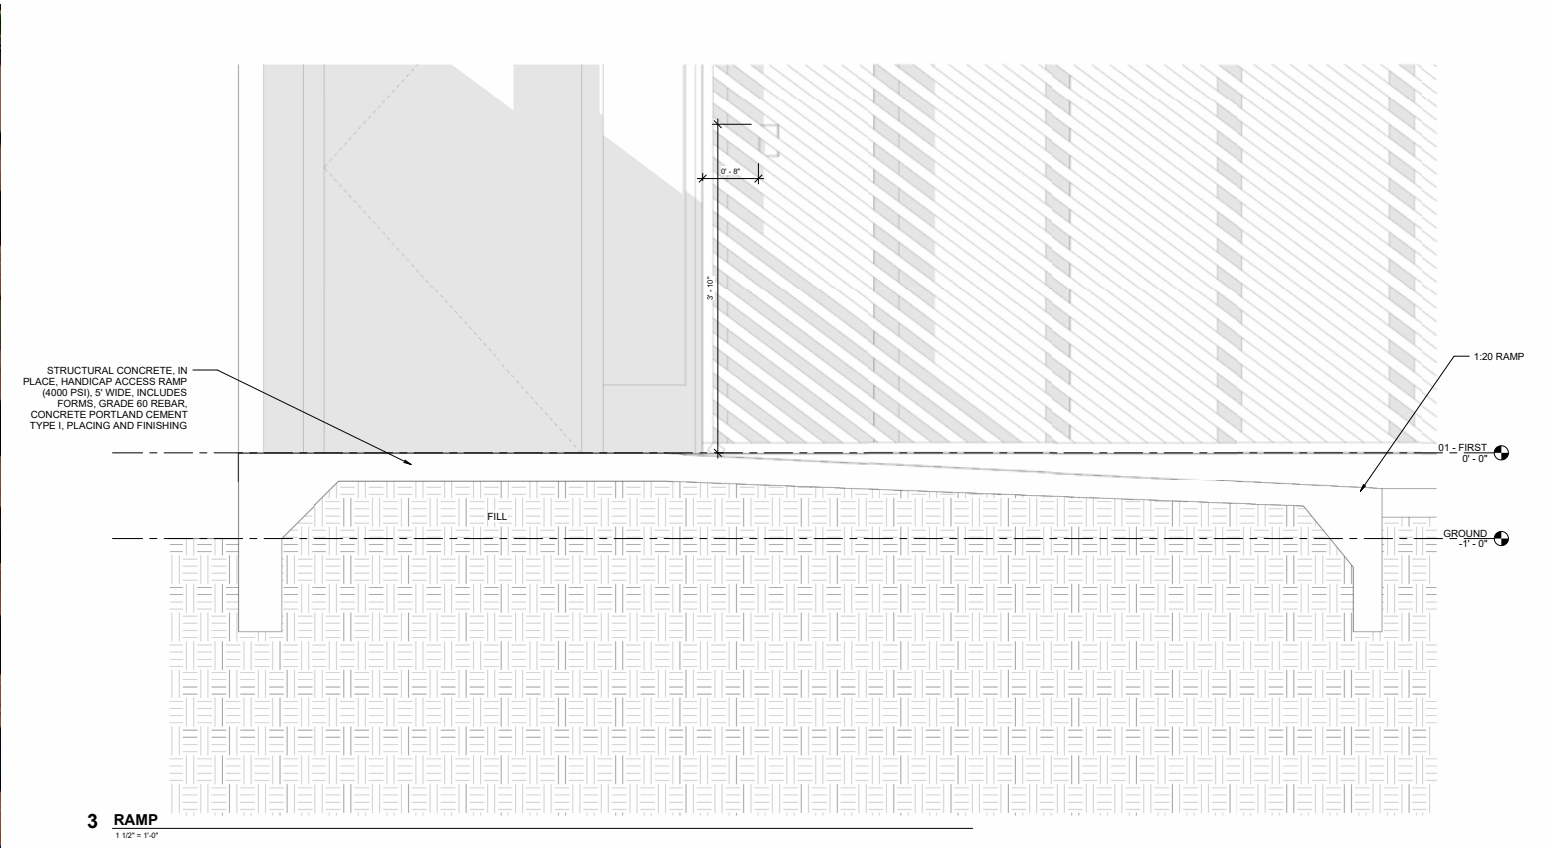 0' - 8"
3' - 10"
STRUCTURAL CONCRETE, IN
PLACE, HANDICAP ACCESS RAMP
(4000 PSI), 5' WIDE, INCLUDES
FORMS, GRADE 60 REBAR,
CONCRETE PORTLAND CEMENT
TYPE I, PLACING AND FINISHING
1:20 RAMP
01 - FIRST
0' - 0"
FILL
GROUND
-1' - 0"
3 RAMP
1 1/2" = 1'-0"